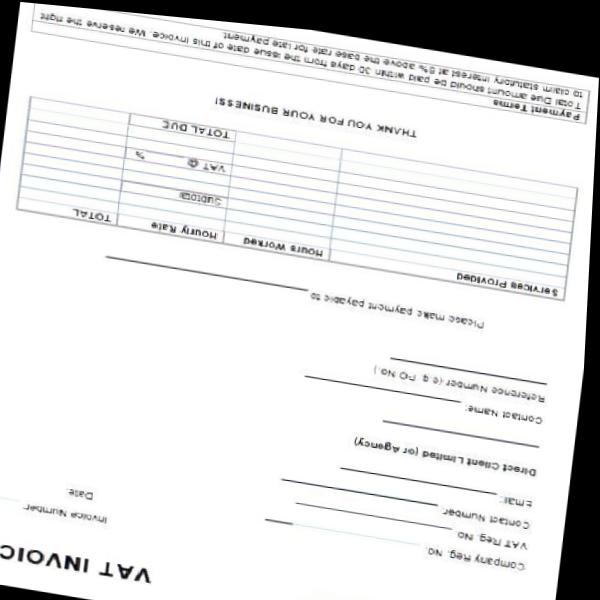 VAT INVOIC
Company Reg. No.
VAT Reg. No.
Contact Number:
Email:
Invoice Number:
Date:
Direct Client Limited (or Agency)
Contact Name:
Reference Number (e.g. PO No.)
Please make payment payable to
Services Provided Hours Worked Hourly Rate TOTAL
Subtotal
VAT @ %
TOTAL DUE
THANK YOU FOR YOUR BUSINESS!
Payment Terms
Total Due amount should be paid within 30 days from the issue date of this invoice. We reserve the right
to claim statutory interest at 8% above the base rate for late payment.